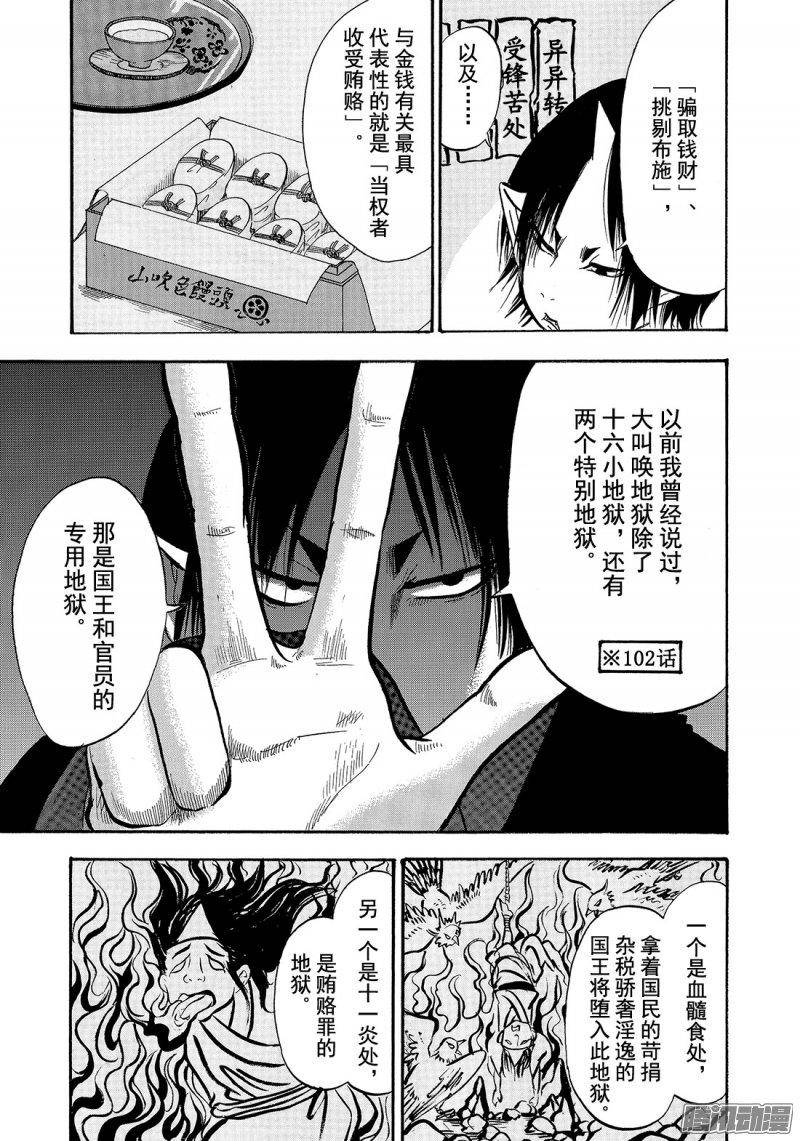 「骗取钱财」、
「挑剔布施」，
以及……
异异转
受锋苦处
与金钱有关最具
代表性的就是「当权者
收受贿赂」。
山吹色饅頭
以前我曾经说过，
大叫唤地狱除了
十六小地狱，还有
两个特别地狱。
※102话
那是国王和官员的
专用地狱。
一个是血髓食处，
拿着国民的苛捐
杂税骄奢淫逸的
国王将堕入此地狱。
另一个是十一炎处，
是贿赂罪的
地狱。
腾讯动漫